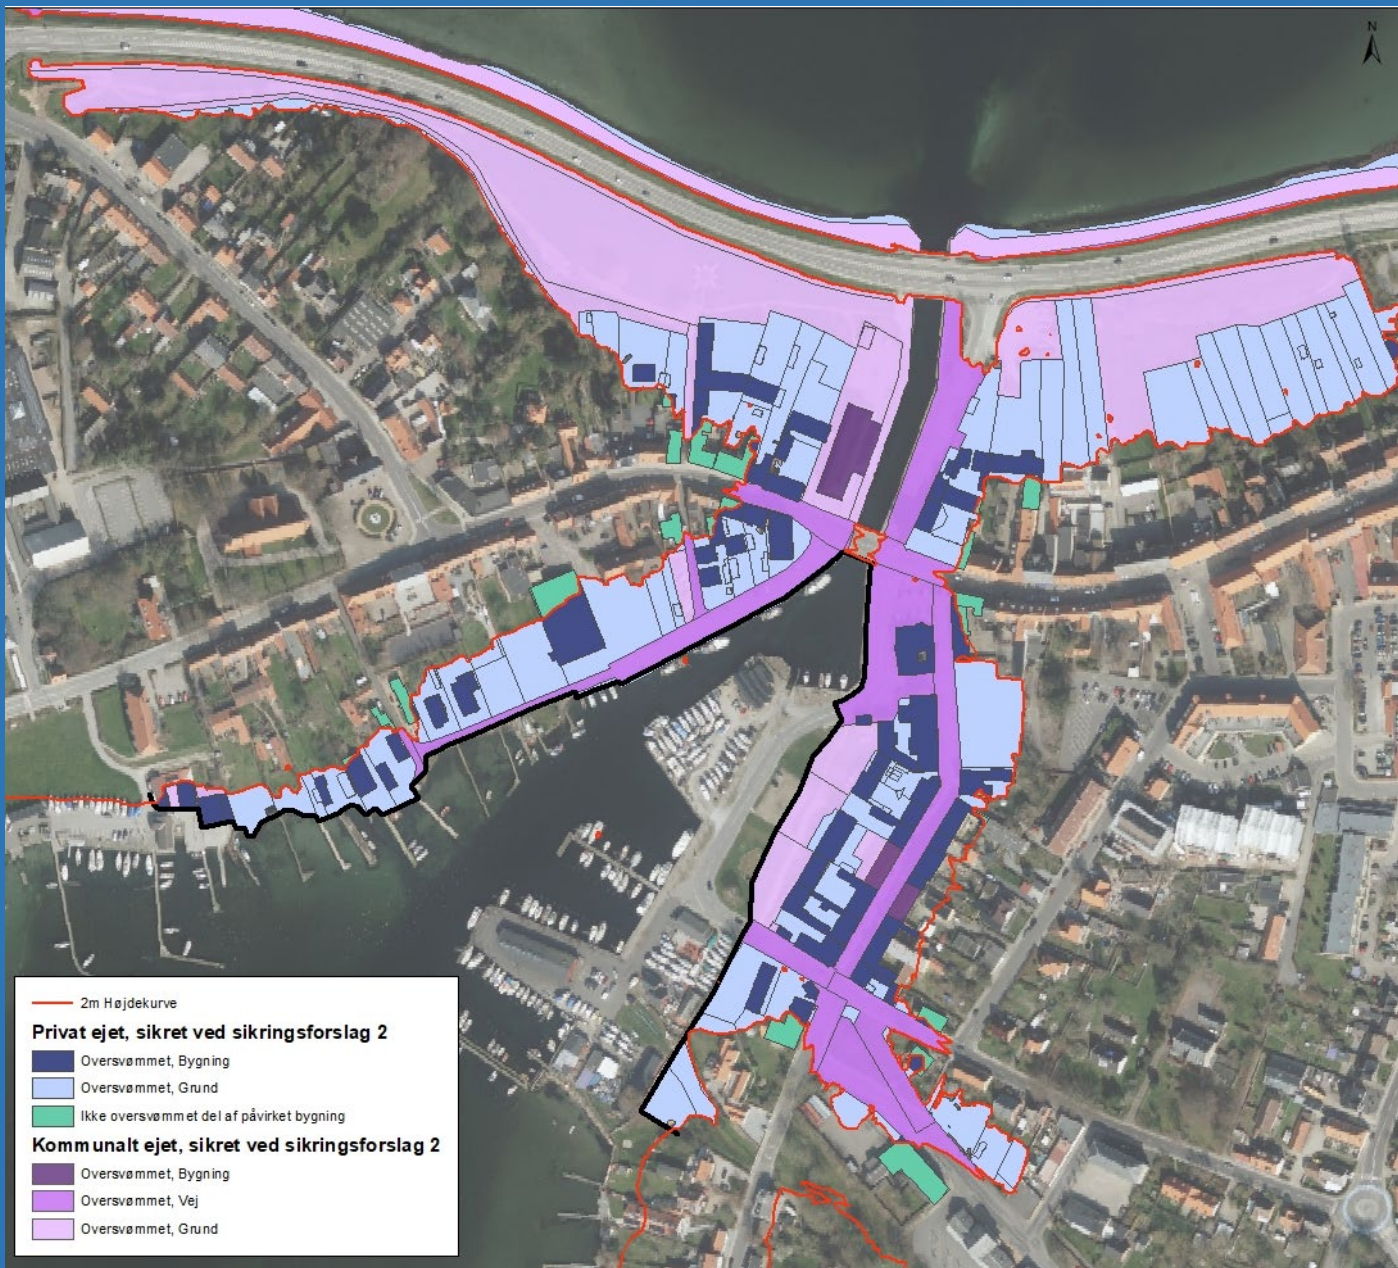 N
2m Højdekurve
Privat ejet, sikret ved sikringsforslag 2
Oversvømmet, Bygning
Oversvømmet, Grund
Ikke oversvømmet del af påvirket bygning
Kommunalt ejet, sikret ved sikringsforslag 2
Oversvømmet, Bygning
Oversvømmet, Vej
Oversvømmet, Grund